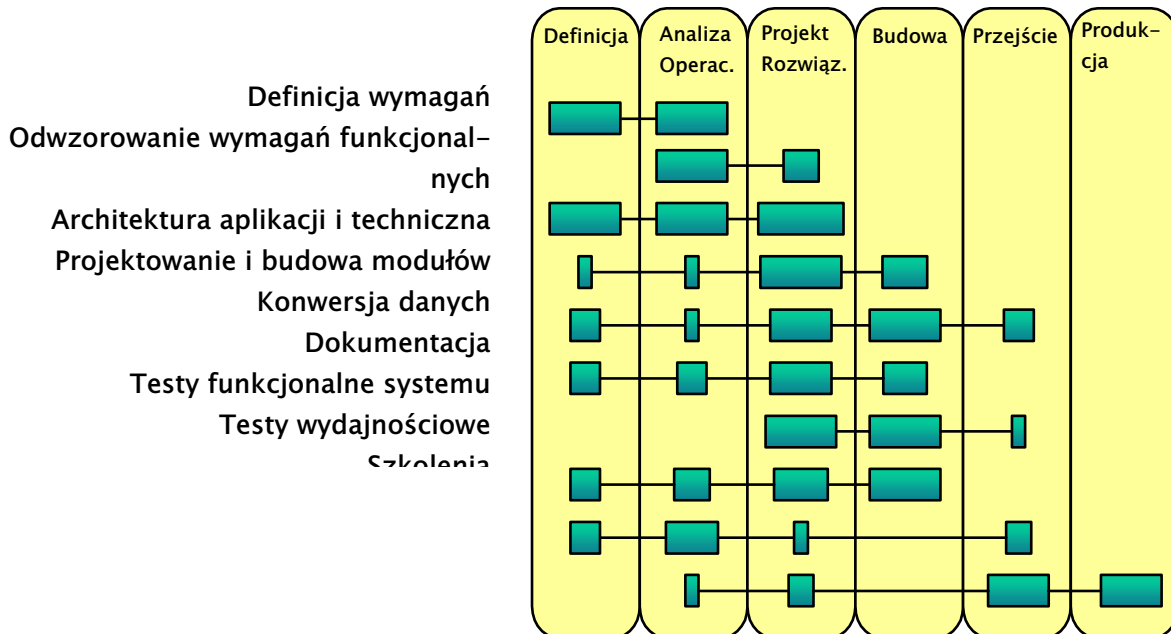 Definicja
Analiza
Operac.
Projekt
Rozwiąz.
Budowa
Przejście
Produk-
cja
Definicja wymagań
Odwzorowanie wymagań funkcjonal-
nych
Architektura aplikacji i techniczna
Projektowanie i budowa modułów
Konwersja danych
Dokumentacja
Testy funkcjonalne systemu
Testy wydajnościowe
Szkolenia